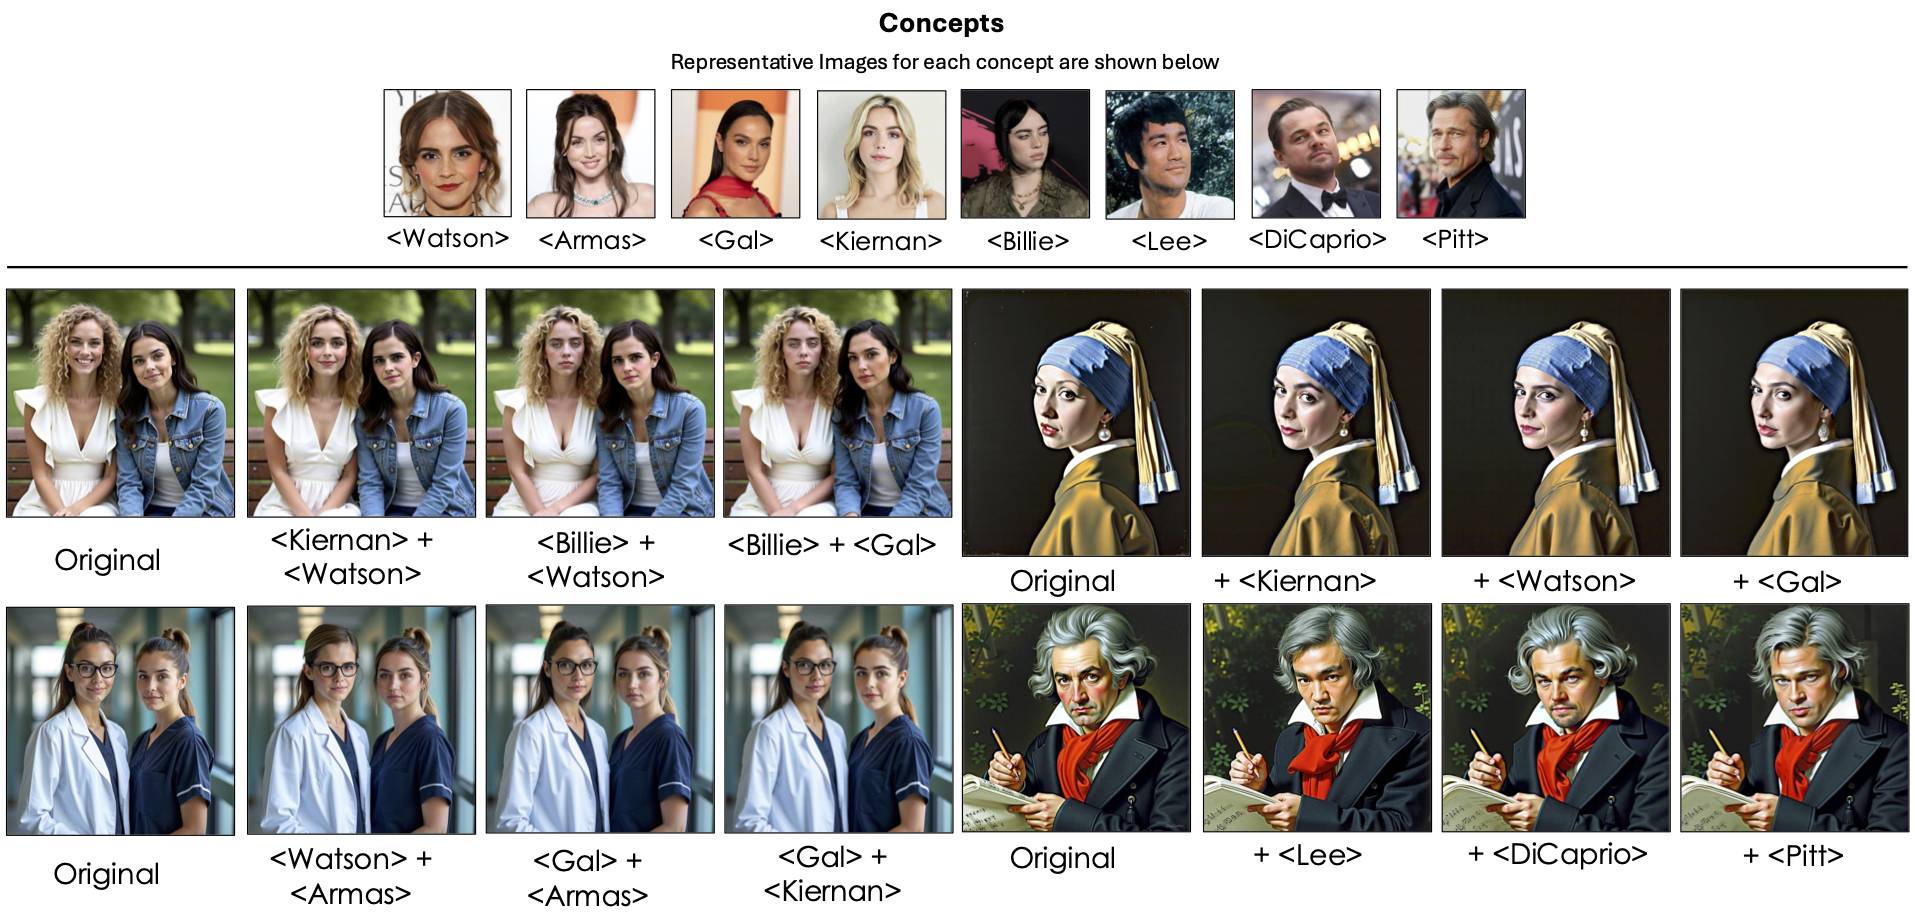 Concepts
Representative Images for each concept are shown below
<Watson> <Armas> <Gal> <Kiernan> <Billie> <Lee> <DiCaprio> <Pitt>
Original
<Kiernan> +
<Watson>
<Billie> +
<Watson>
<Billie> + <Gal>
Original
+ <Kiernan>
+ <Watson>
+ <Gal>
Original
<Watson> +
<Armas>
<Gal> +
<Armas>
<Gal> +
<Kiernan>
Original
+ <Lee>
+ <DiCaprio>
+ <Pitt>